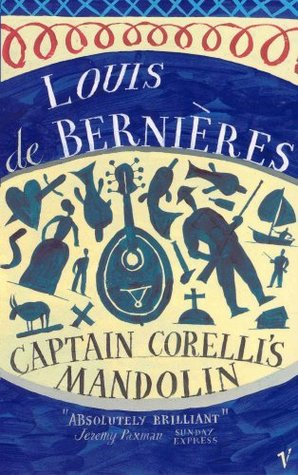 LOUIS
de BERNIÈRES
CAPTAIN CORELLI'S
MANDOLIN
"ABSOLUTELY BRILLIANT"
Jeremy Paxman SUNDAY
EXPRESS
V